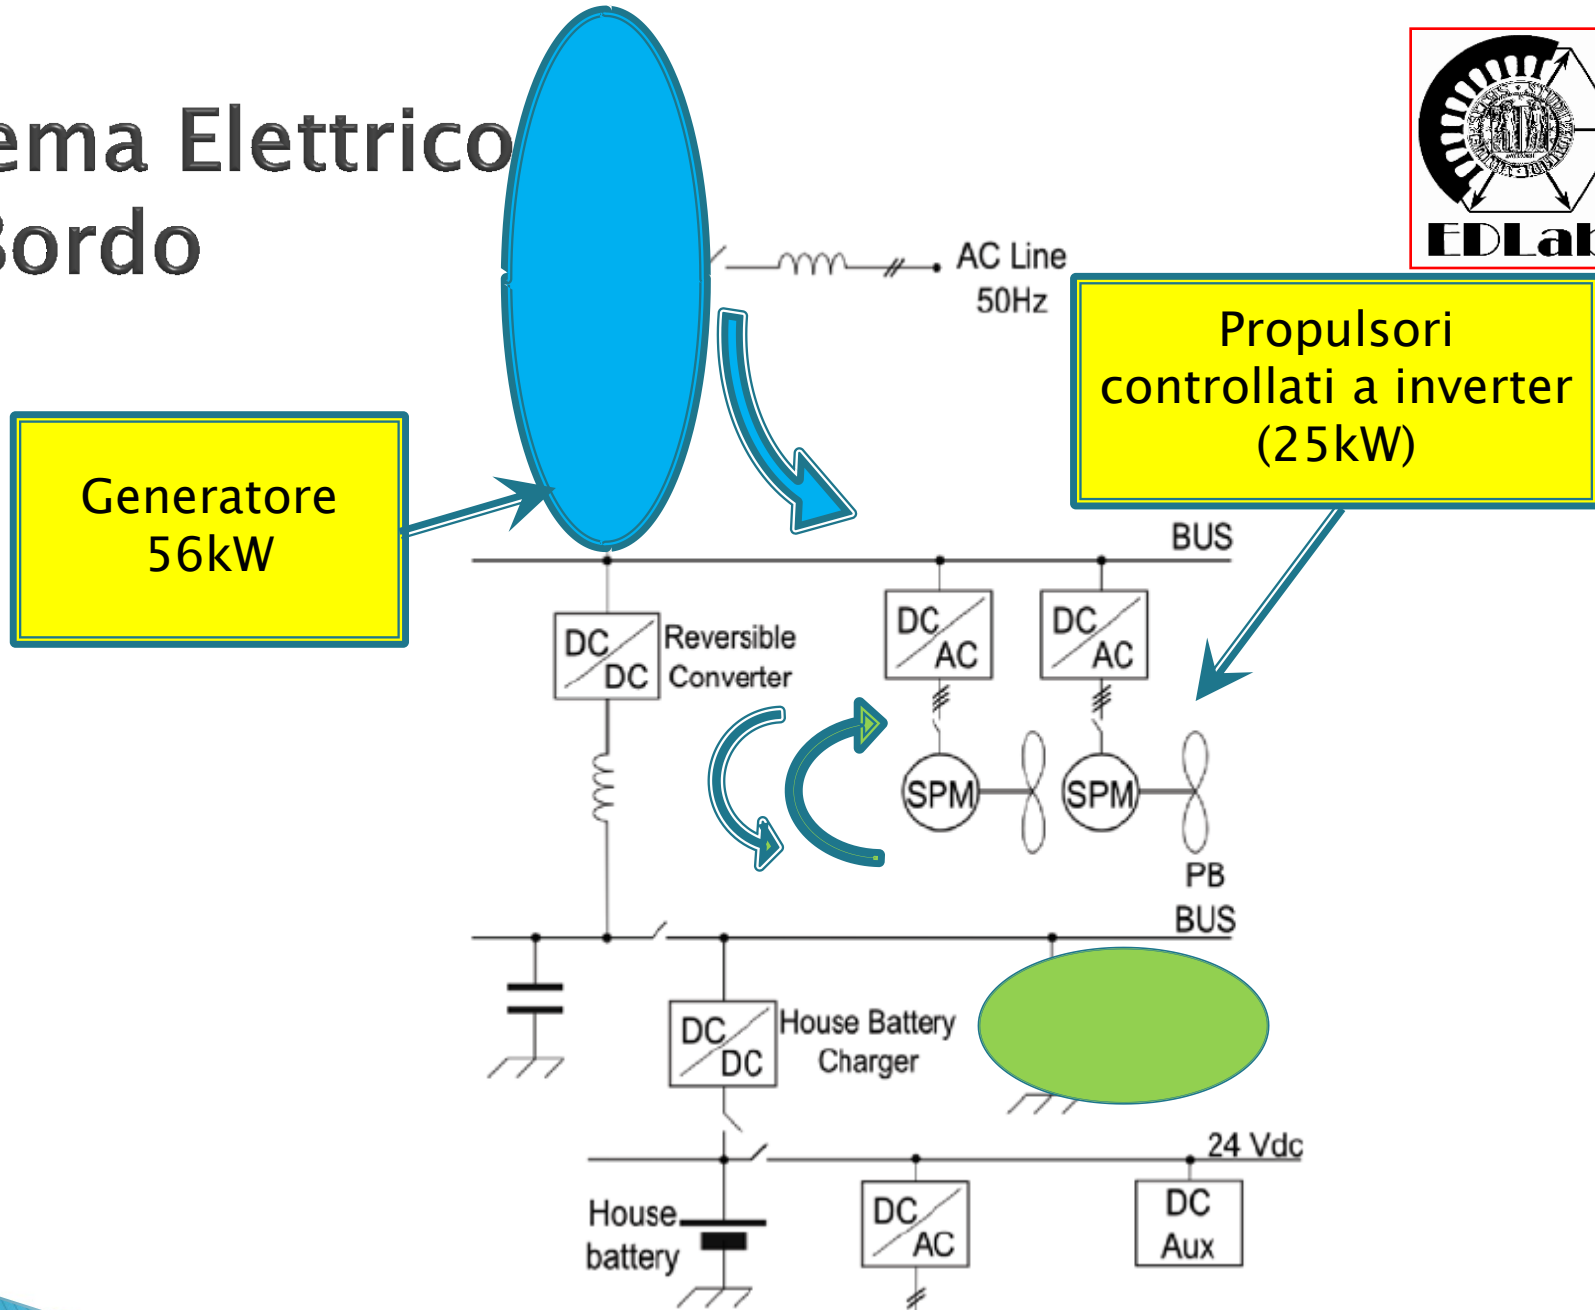 ema Elettrico
Bordo
EDLab
AC Line
50Hz
Propulsori
controllati a inverter
(25kW)
Generatore
56kW
BUS
DC
DC
Reversible
Converter
DC
AC
DC
AC
SPM
SPM
PB
BUS
DC
DC
House Battery
Charger
24 Vdc
House
battery
DC
AC
DC
Aux